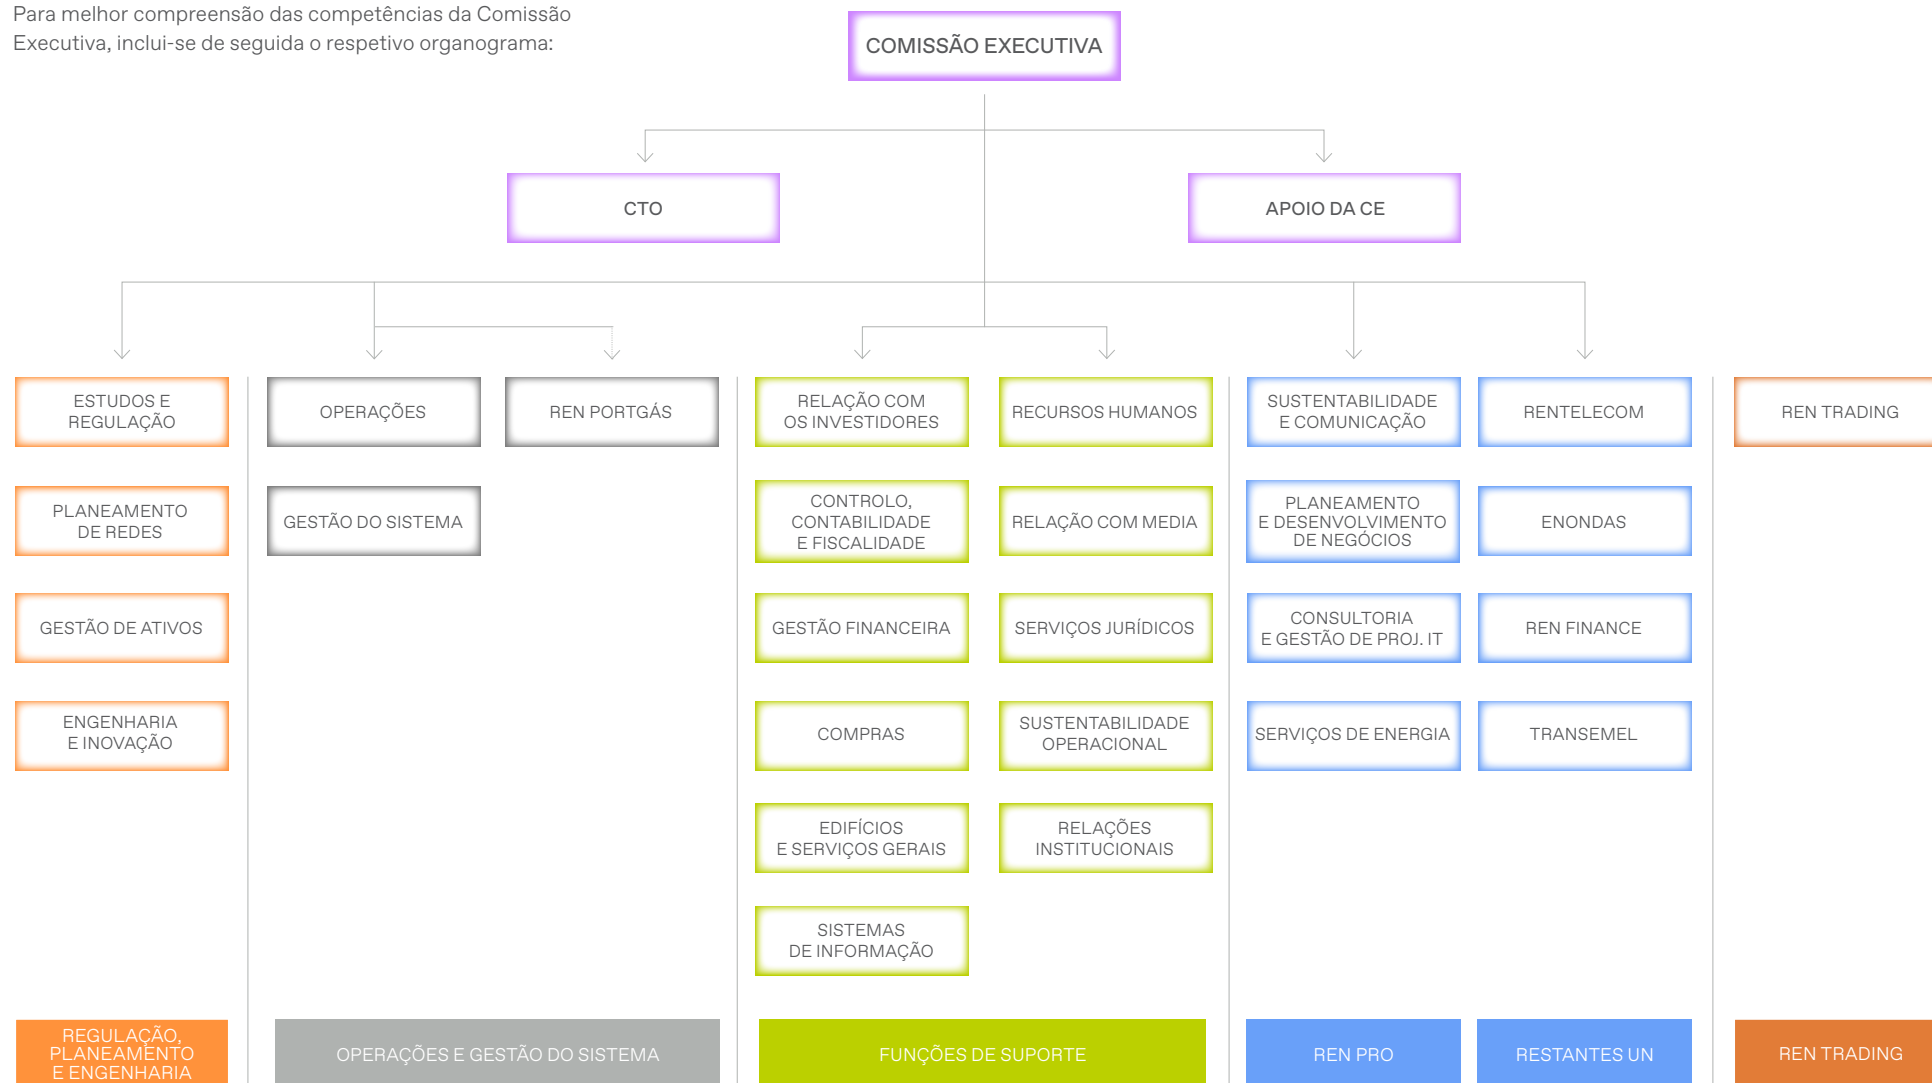 Para melhor compreensão das competências da Comissão
Executiva, inclui-se de seguida o respetivo organograma:
COMISSÃO EXECUTIVA
CTO
APOIO DA CE
ESTUDOS E
REGULAÇÃO
OPERAÇÕES
REN PORTGÁS
RELAÇÃO COM
OS INVESTIDORES
RECURSOS HUMANOS
SUSTENTABILIDADE
E COMUNICAÇÃO
RENTELECOM
REN TRADING
PLANEAMENTO
DE REDES
GESTÃO DO SISTEMA
CONTROLO,
CONTABILIDADE
E FISCALIDADE
RELAÇÃO COM MEDIA
PLANEAMENTO
E DESENVOLVIMENTO
DE NEGÓCIOS
ENONDAS
GESTÃO DE ATIVOS
GESTÃO FINANCEIRA
SERVIÇOS JURÍDICOS
CONSULTORIA
E GESTÃO DE PROJ. IT
REN FINANCE
ENGENHARIA
E INOVAÇÃO
COMPRAS
SUSTENTABILIDADE
OPERACIONAL
SERVIÇOS DE ENERGIA
TRANSEMEL
EDIFÍCIOS
E SERVIÇOS GERAIS
RELAÇÕES
INSTITUCIONAIS
SISTEMAS
DE INFORMAÇÃO
REGULAÇÃO,
PLANEAMENTO
E ENGENHARIA
OPERAÇÕES E GESTÃO DO SISTEMA
FUNÇÕES DE SUPORTE
REN PRO
RESTANTES UN
REN TRADING